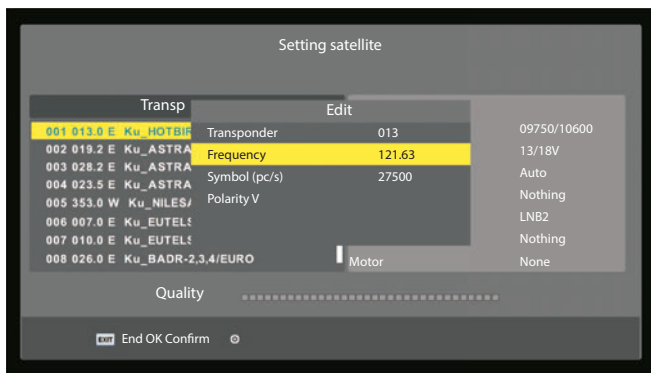 Setting satellite
Transp
Edit
001 013.0 E Ku_HOTBIR
002 019.2 E Ku_ASTRA
003 028.2 E Ku_ASTRA
004 023.5 E Ku_ASTRA
005 353.0 W Ku_NILESA
006 007.0 E Ku_EUTELS
007 010.0 E Ku_EUTELS
008 026.0 E Ku_BADR-2,3,4/EURO
Transponder 013
Frequency 121.63
Symbol (pc/s) 27500
Polarity V
09750/10600
13/18V
Auto
Nothing
LNB2
Nothing
Motor None
Quality
EXIT End OK Confirm